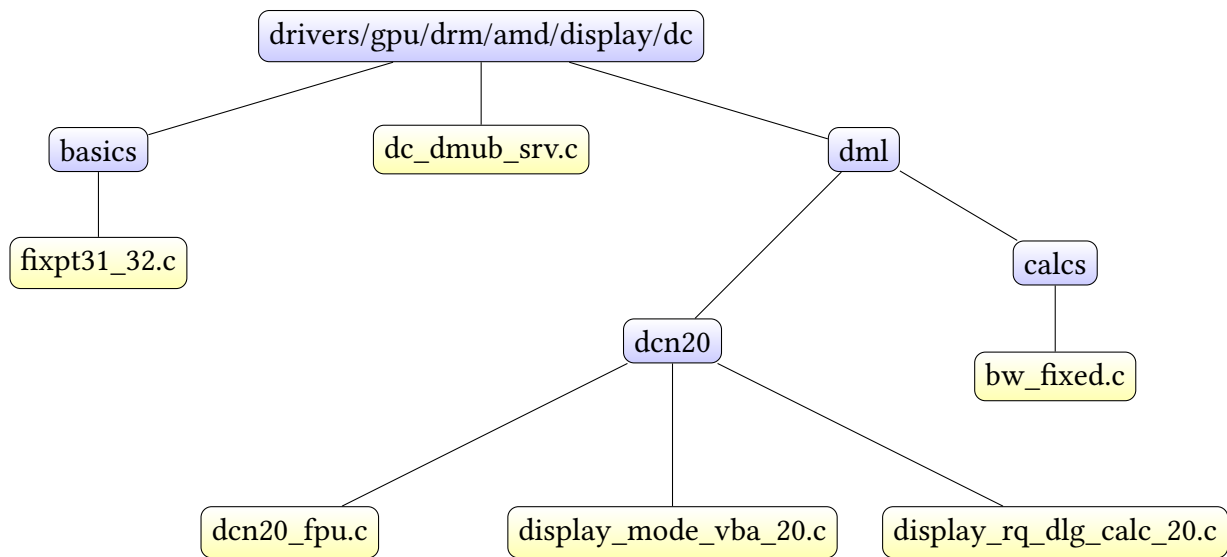 drivers/gpu/drm/amd/display/dc
basics
dc_dmub_srv.c
dml
fixpt31_32.c
calcs
dcn20
bw_fixed.c
dcn20_fpu.c
display_mode_vba_20.c
display_rq_dlg_calc_20.c